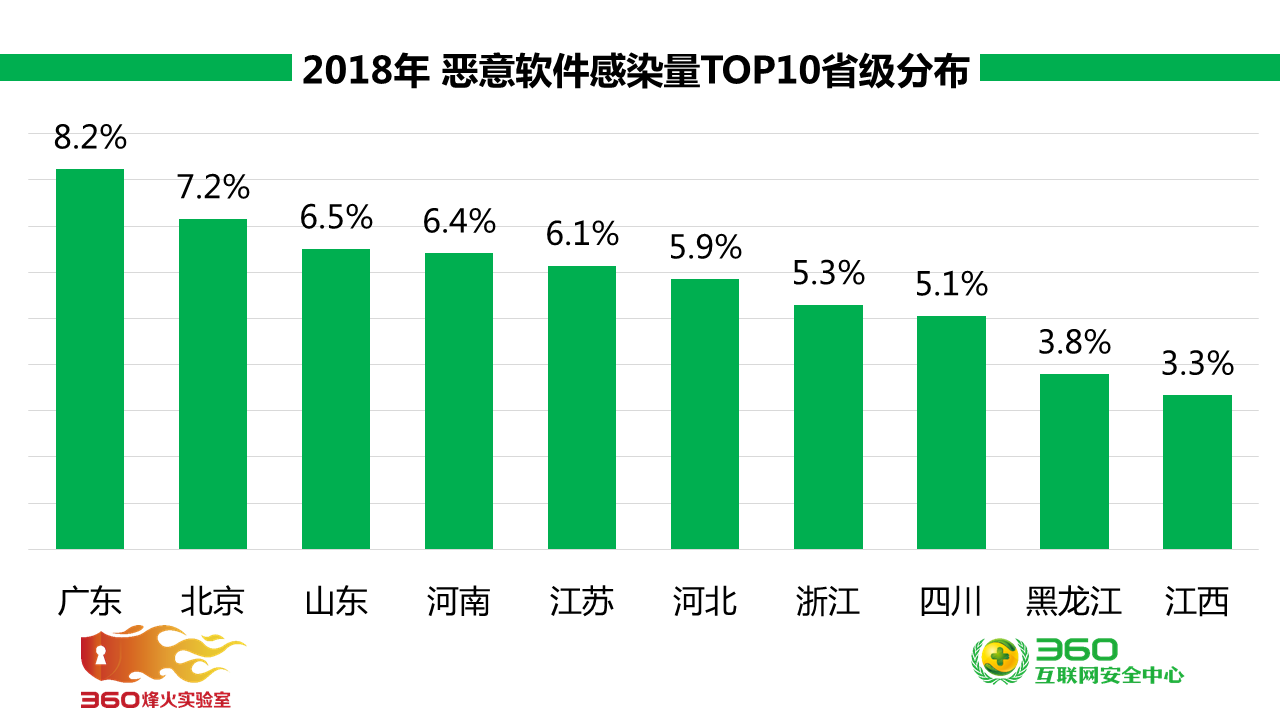 2018年 恶意软件感染量TOP10省级分布
8.2%
7.2%
6.5%
6.4%
6.1%
5.9%
5.3%
5.1%
3.8%
3.3%
广东 北京 山东 河南 江苏 河北 浙江 四川 黑龙江 江西
360烽火实验室
360
互联网安全中心